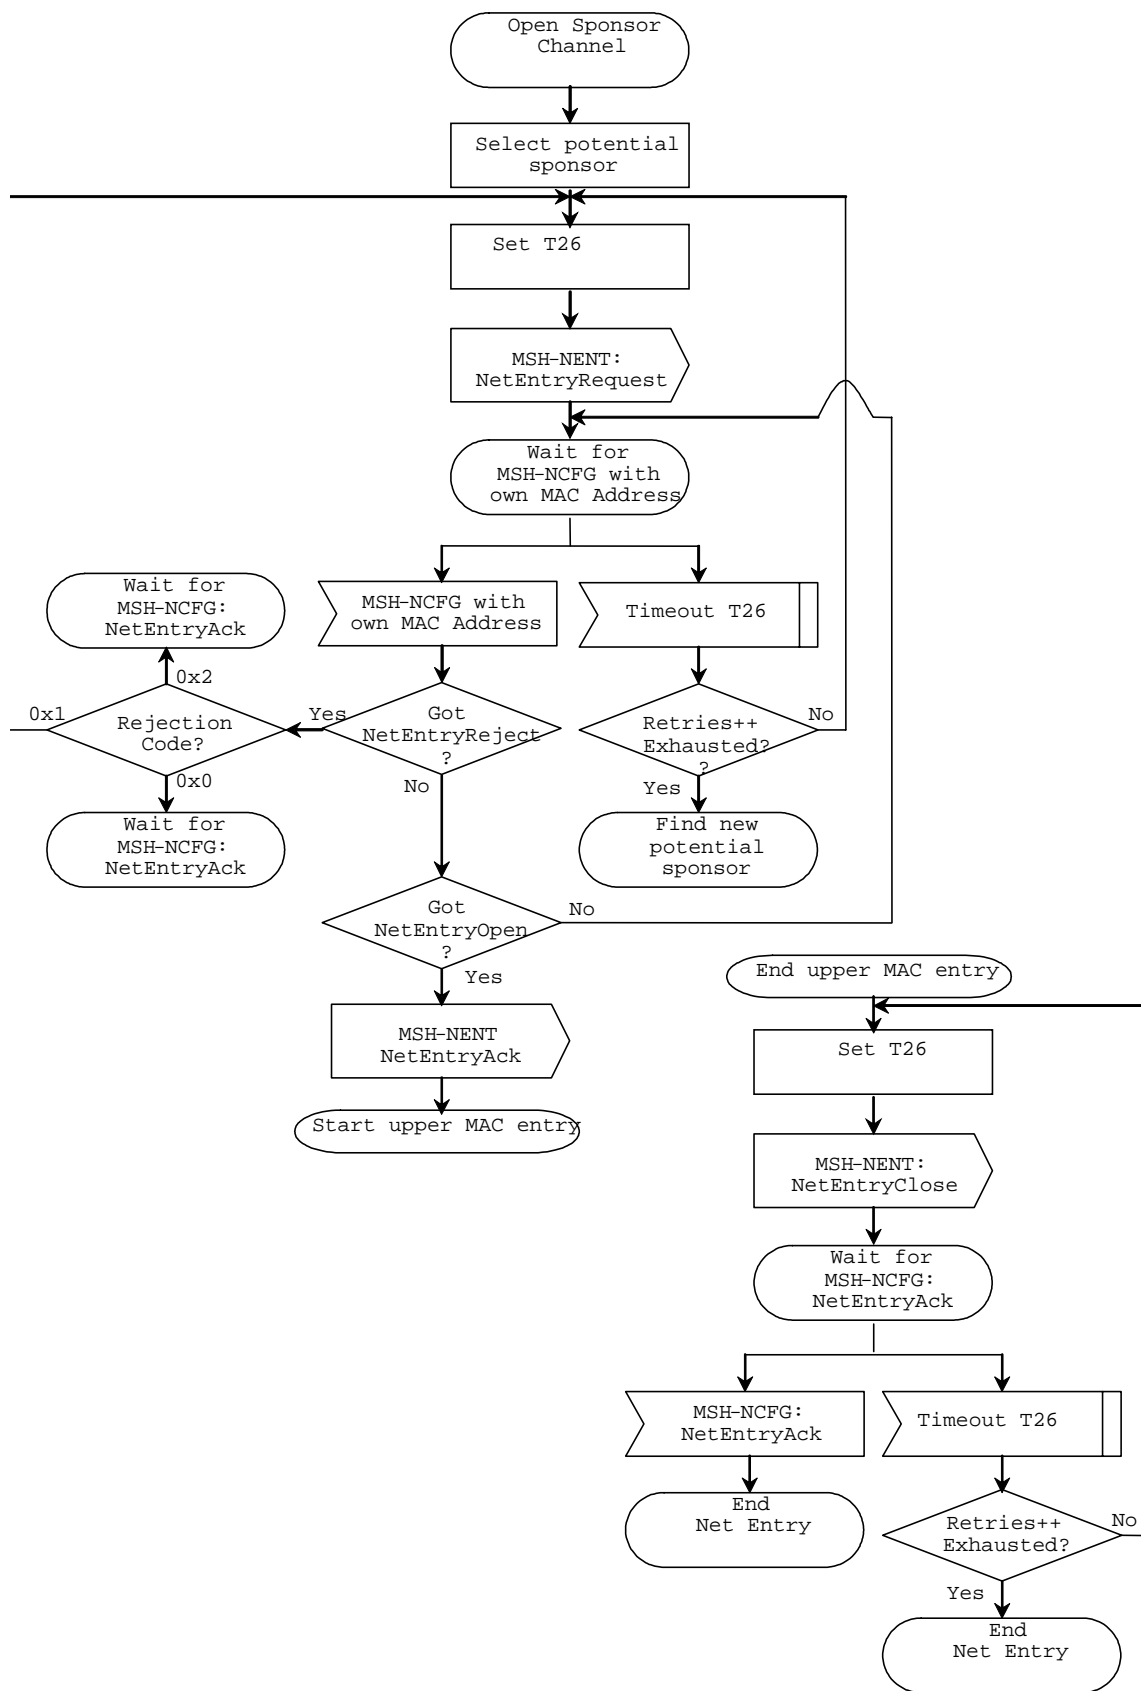 Open Sponsor
Channel
Select potential
sponsor
Set T26
MSH-NENT:
NetEntryRequest
Wait for
MSH-NCFG with
own MAC Address
Wait for
MSH-NCFG:
NetEntryAck
MSH-NCFG with
own MAC Address
Timeout T26
0x2
0x1
Rejection
Code?
Yes
Got
NetEntryReject
?
Retries++
Exhausted?
?
No
0x0
No
Yes
Wait for
MSH-NCFG:
NetEntryAck
Find new
potential
sponsor
Got
NetEntryOpen
?
No
Yes
End upper MAC entry
MSH-NENT
NetEntryAck
Set T26
Start upper MAC entry
MSH-NENT:
NetEntryClose
Wait for
MSH-NCFG:
NetEntryAck
MSH-NCFG:
NetEntryAck
Timeout T26
End
Net Entry
Retries++
Exhausted?
No
Yes
End
Net Entry